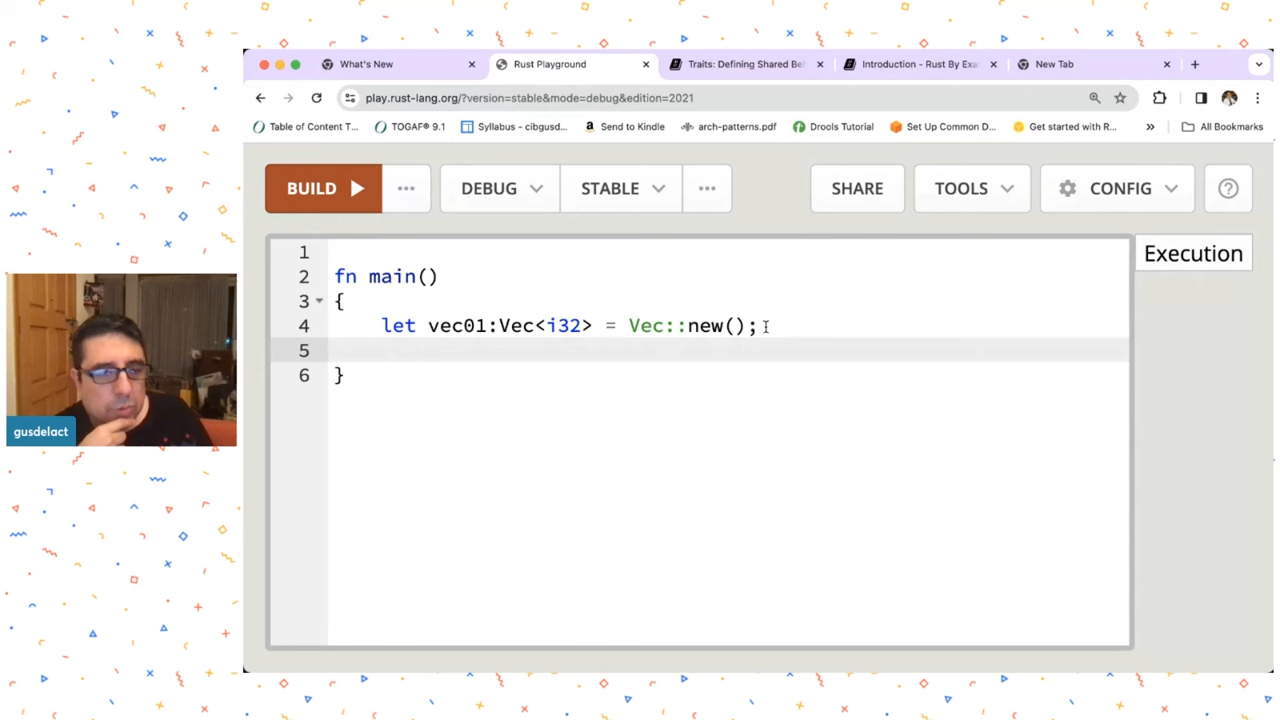 What's New
Rust Playground
Traits: Defining Shared Be
Introduction - Rust By Exa
New Tab
play.rust-lang.org/?version=stable&mode=debug&edition=2021
Table of Content T...
TOGAF® 9.1
Syllabus - cibgusd...
Send to Kindle
arch-patterns.pdf
Drools Tutorial
Set Up Common D...
Get started with R...
All Bookmarks
BUILD
DEBUG
STABLE
SHARE
TOOLS
CONFIG
Execution
1
2 fn main()
3 {
4 let vec01:Vec<i32> = Vec::new();
5
6 }
gusdelact